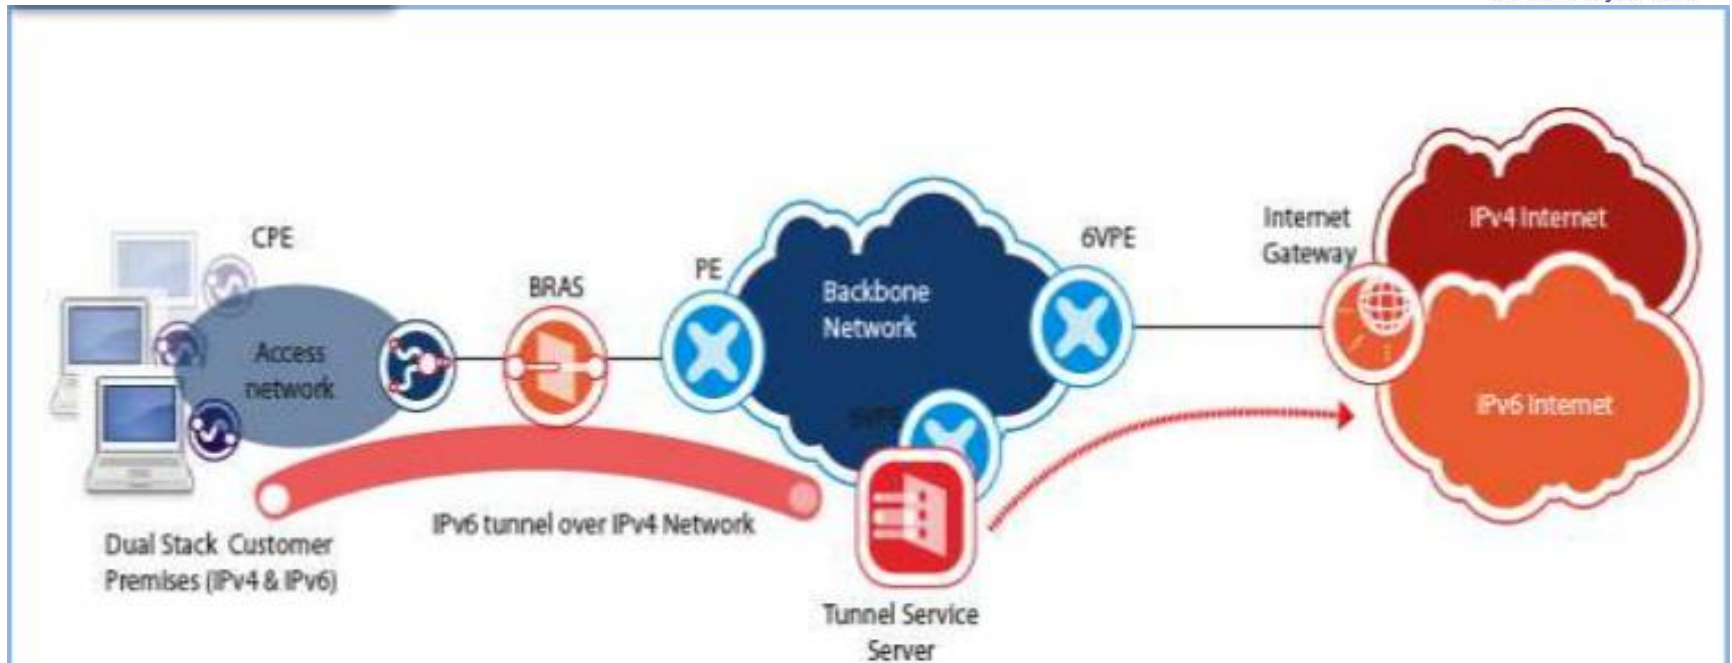 CPE
BRAS
PE
Backbone
Network
6VPE
Internet
Gateway
IPv4 Internet
IPv6 Internet
Access
network
IPv6 tunnel over IPv4 Network
Dual Stack Customer
Premises (IPv4 & IPv6)
Tunnel Service
Server